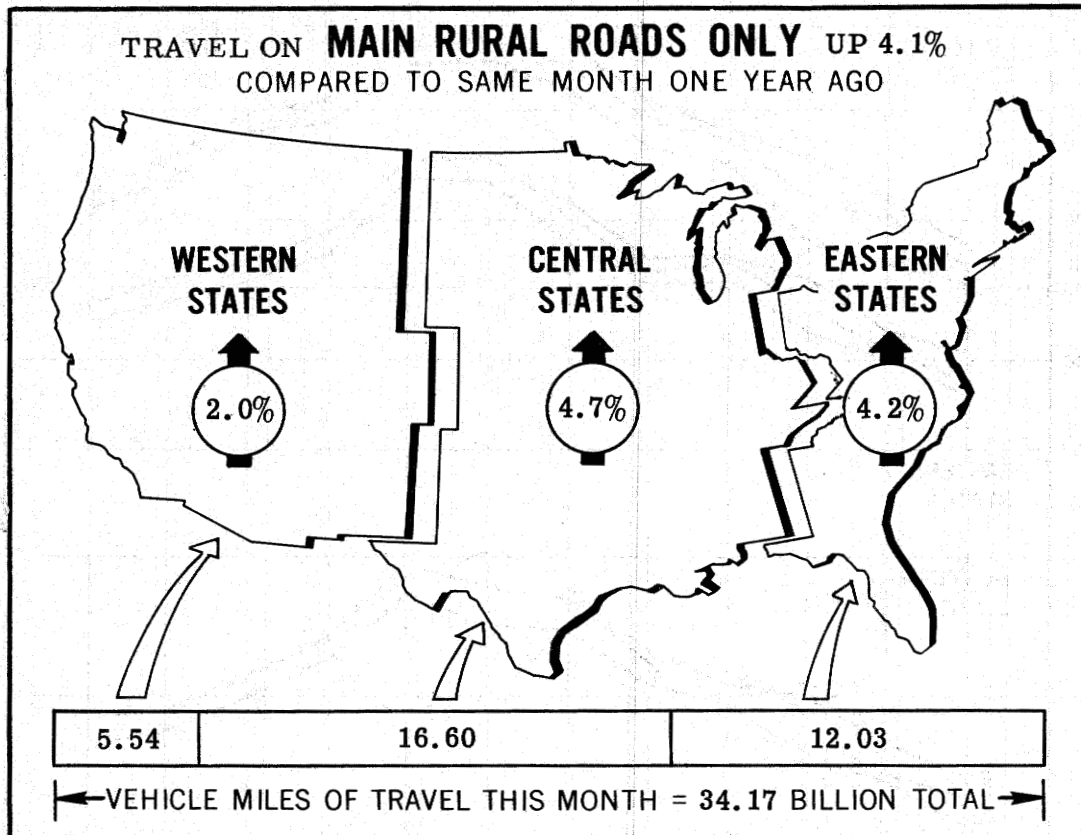 TRAVEL ON MAIN RURAL ROADS ONLY UP 4.1%
COMPARED TO SAME MONTH ONE YEAR AGO
WESTERN
STATES
2.0%
CENTRAL
STATES
4.7%
EASTERN
STATES
4.2%
5.54 16.60 12.03
VEHICLE MILES OF TRAVEL THIS MONTH = 34.17 BILLION TOTAL